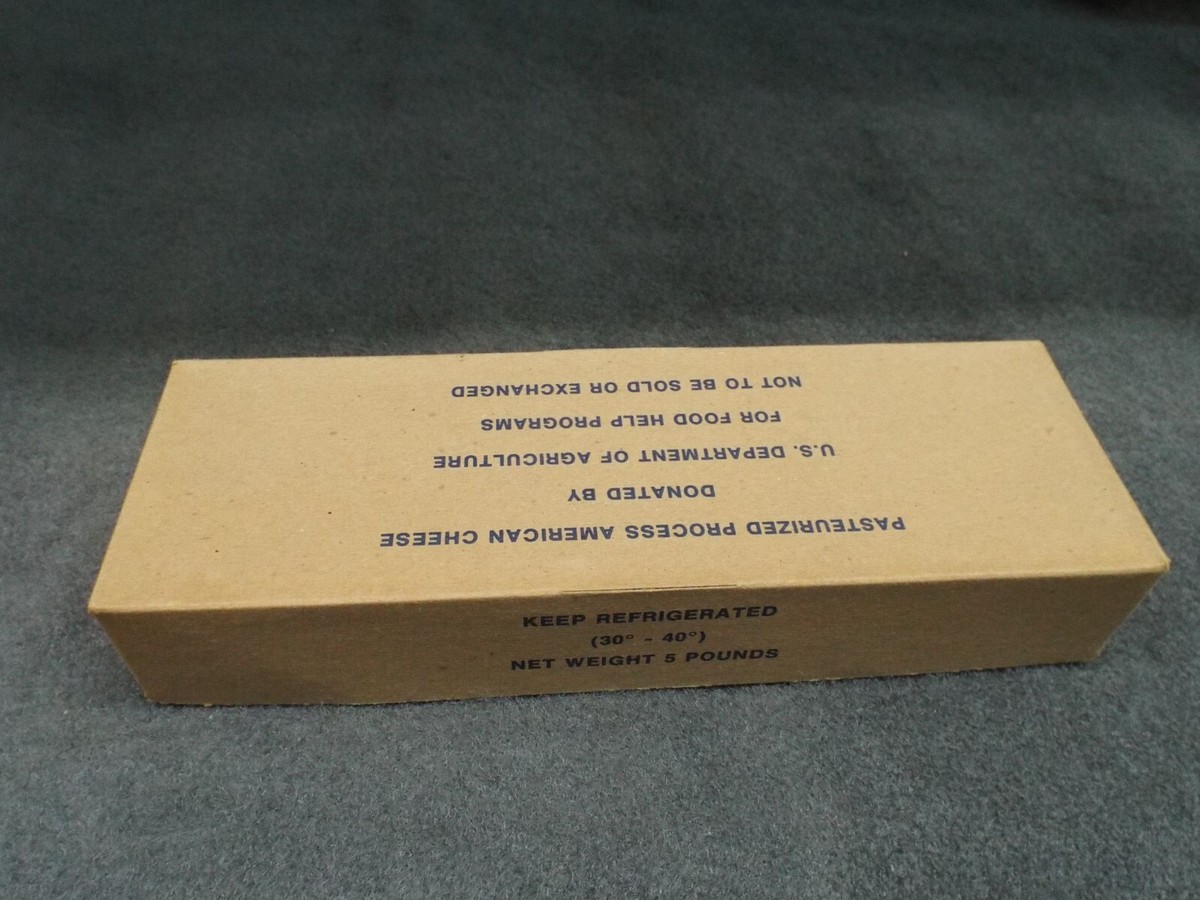 PASTEURIZED PROCESS AMERICAN CHEESE
DONATED BY
U.S. DEPARTMENT OF AGRICULTURE
FOR FOOD HELP PROGRAMS
NOT TO BE SOLD OR EXCHANGED
KEEP REFRIGERATED
(30° - 40°)
NET WEIGHT 5 POUNDS